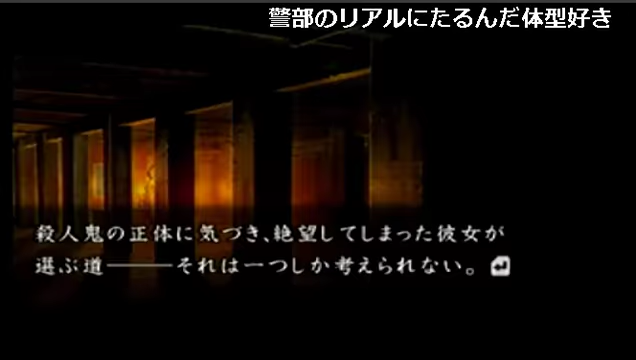 警部のリアルにたるんだ体型好き
殺人鬼の正体に気づき、絶望してしまった彼女が
選ぶ道―――それは一つしか考えられない。